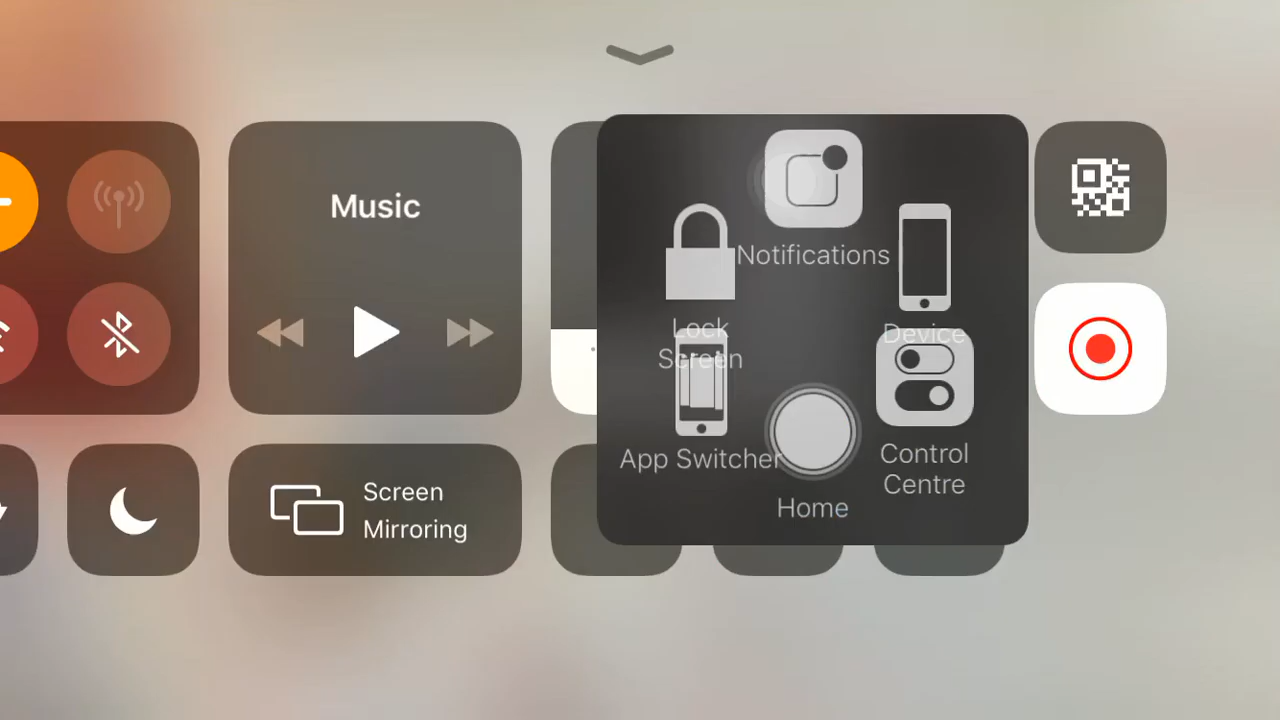 Music
Notifications
Lock
Screen
Device
App Switcher
Control
Centre
Home
Screen
Mirroring